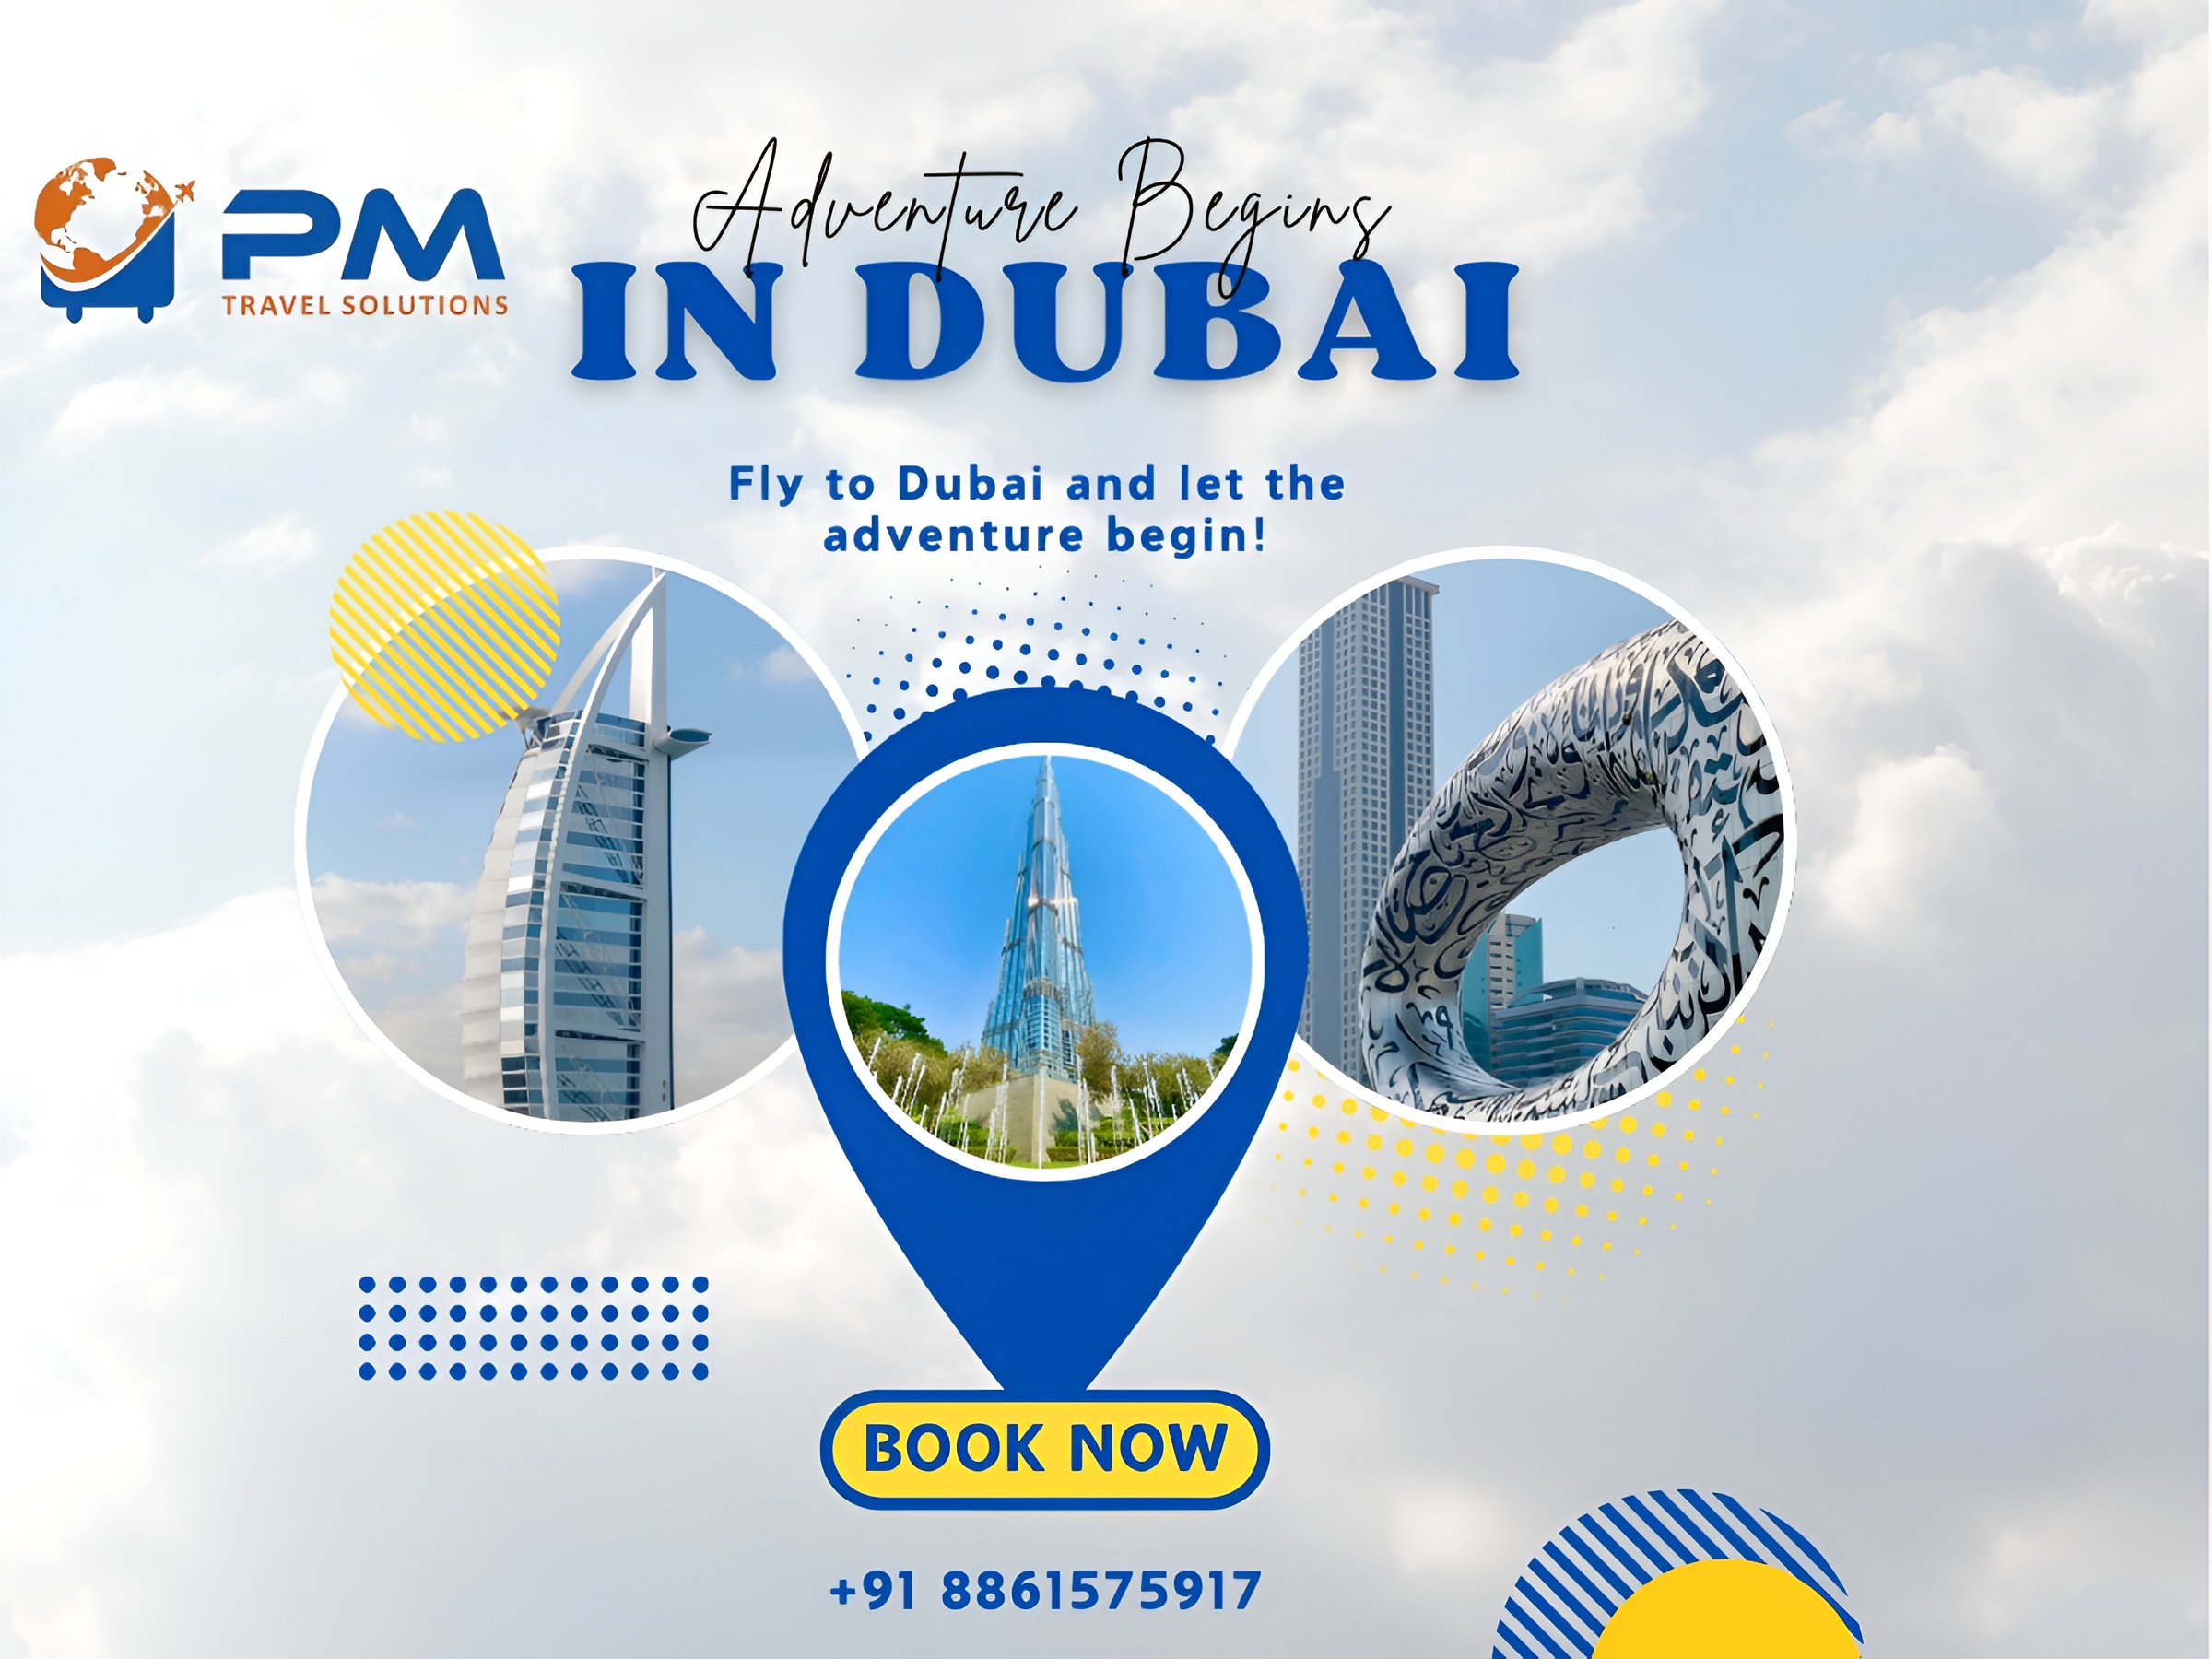 PM
TRAVEL SOLUTIONS
Adventure Begins
IN DUBAI
Fly to Dubai and let the
adventure begin!
BOOK NOW
+91 8861575917